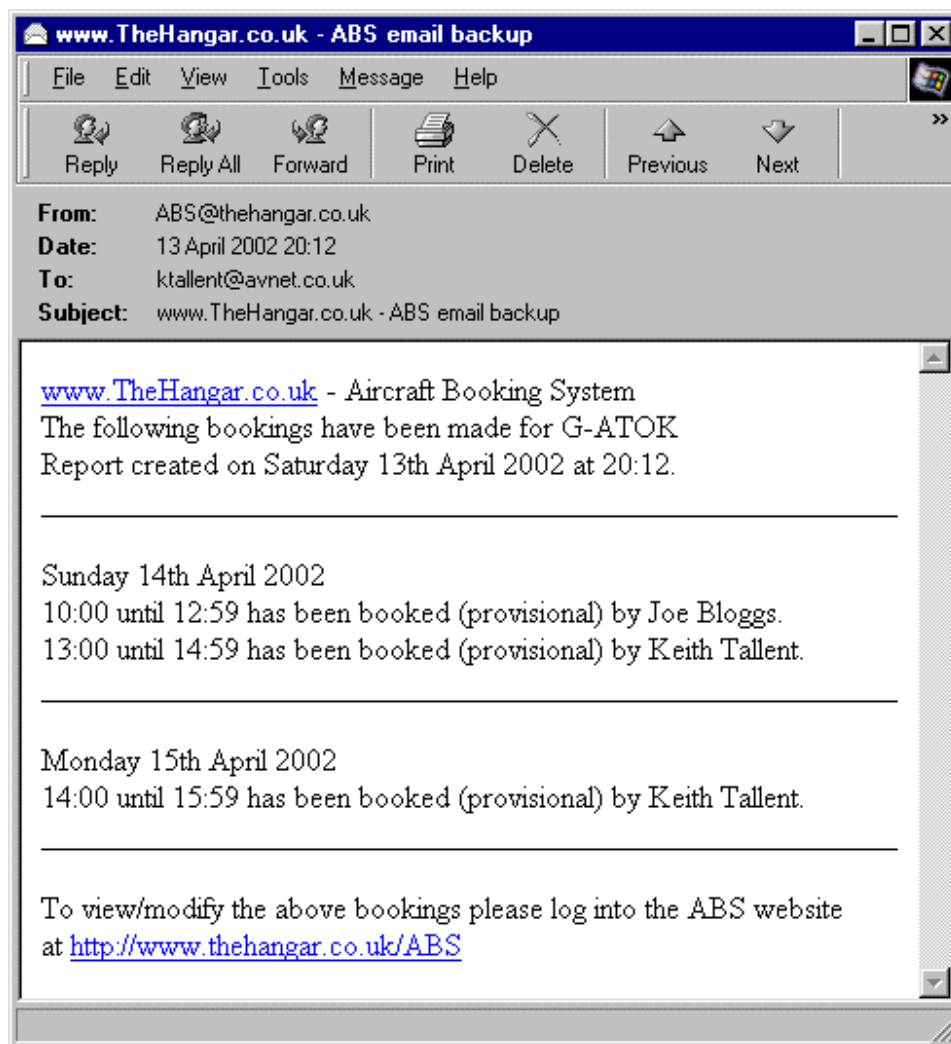 www.TheHangar.co.uk - ABS email backup
File Edit View Tools Message Help
Reply Reply All Forward Print Delete Previous Next
From: ABS@thehangar.co.uk
Date: 13 April 2002 20:12
To: ktallent@avnet.co.uk
Subject: www.TheHangar.co.uk - ABS email backup
www.TheHangar.co.uk - Aircraft Booking System
The following bookings have been made for G-ATOK
Report created on Saturday 13th April 2002 at 20:12.
Sunday 14th April 2002
10:00 until 12:59 has been booked (provisional) by Joe Bloggs.
13:00 until 14:59 has been booked (provisional) by Keith Tallent.
Monday 15th April 2002
14:00 until 15:59 has been booked (provisional) by Keith Tallent.
To view/modify the above bookings please log into the ABS website
at http://www.thehangar.co.uk/ABS